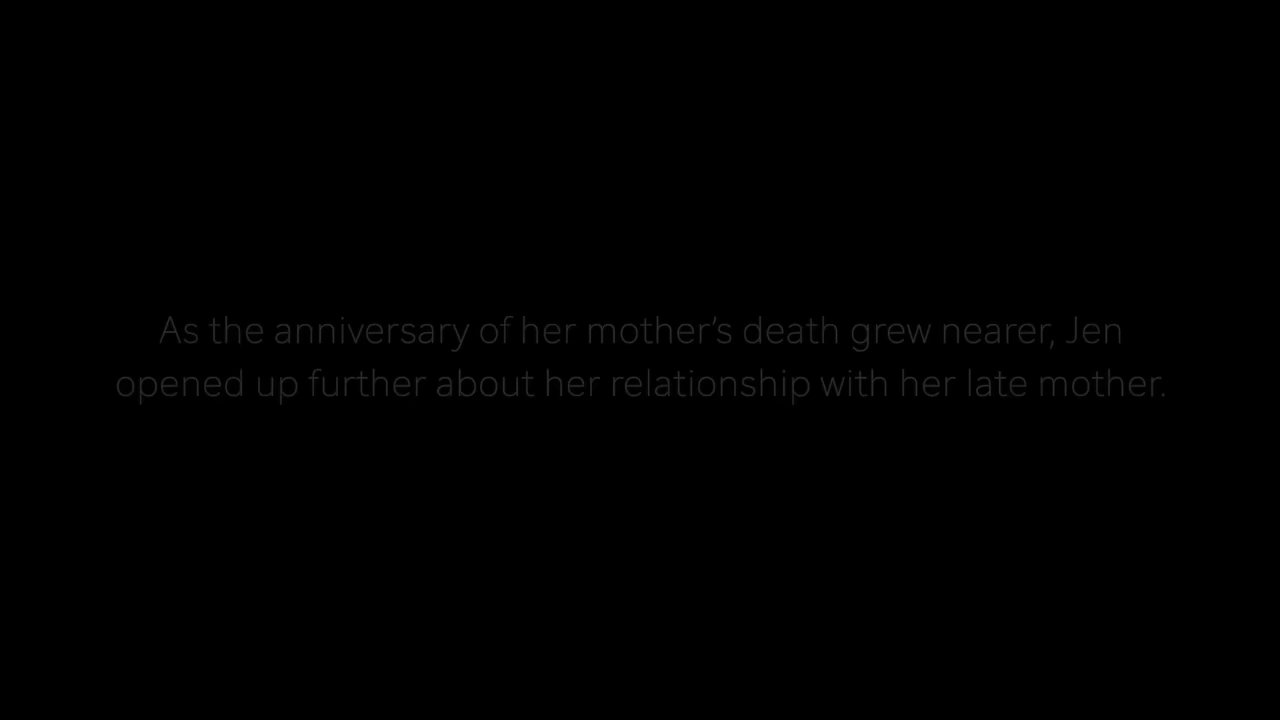 As the anniversary of her mother’s death grew nearer, Jen
opened up further about her relationship with her late mother.